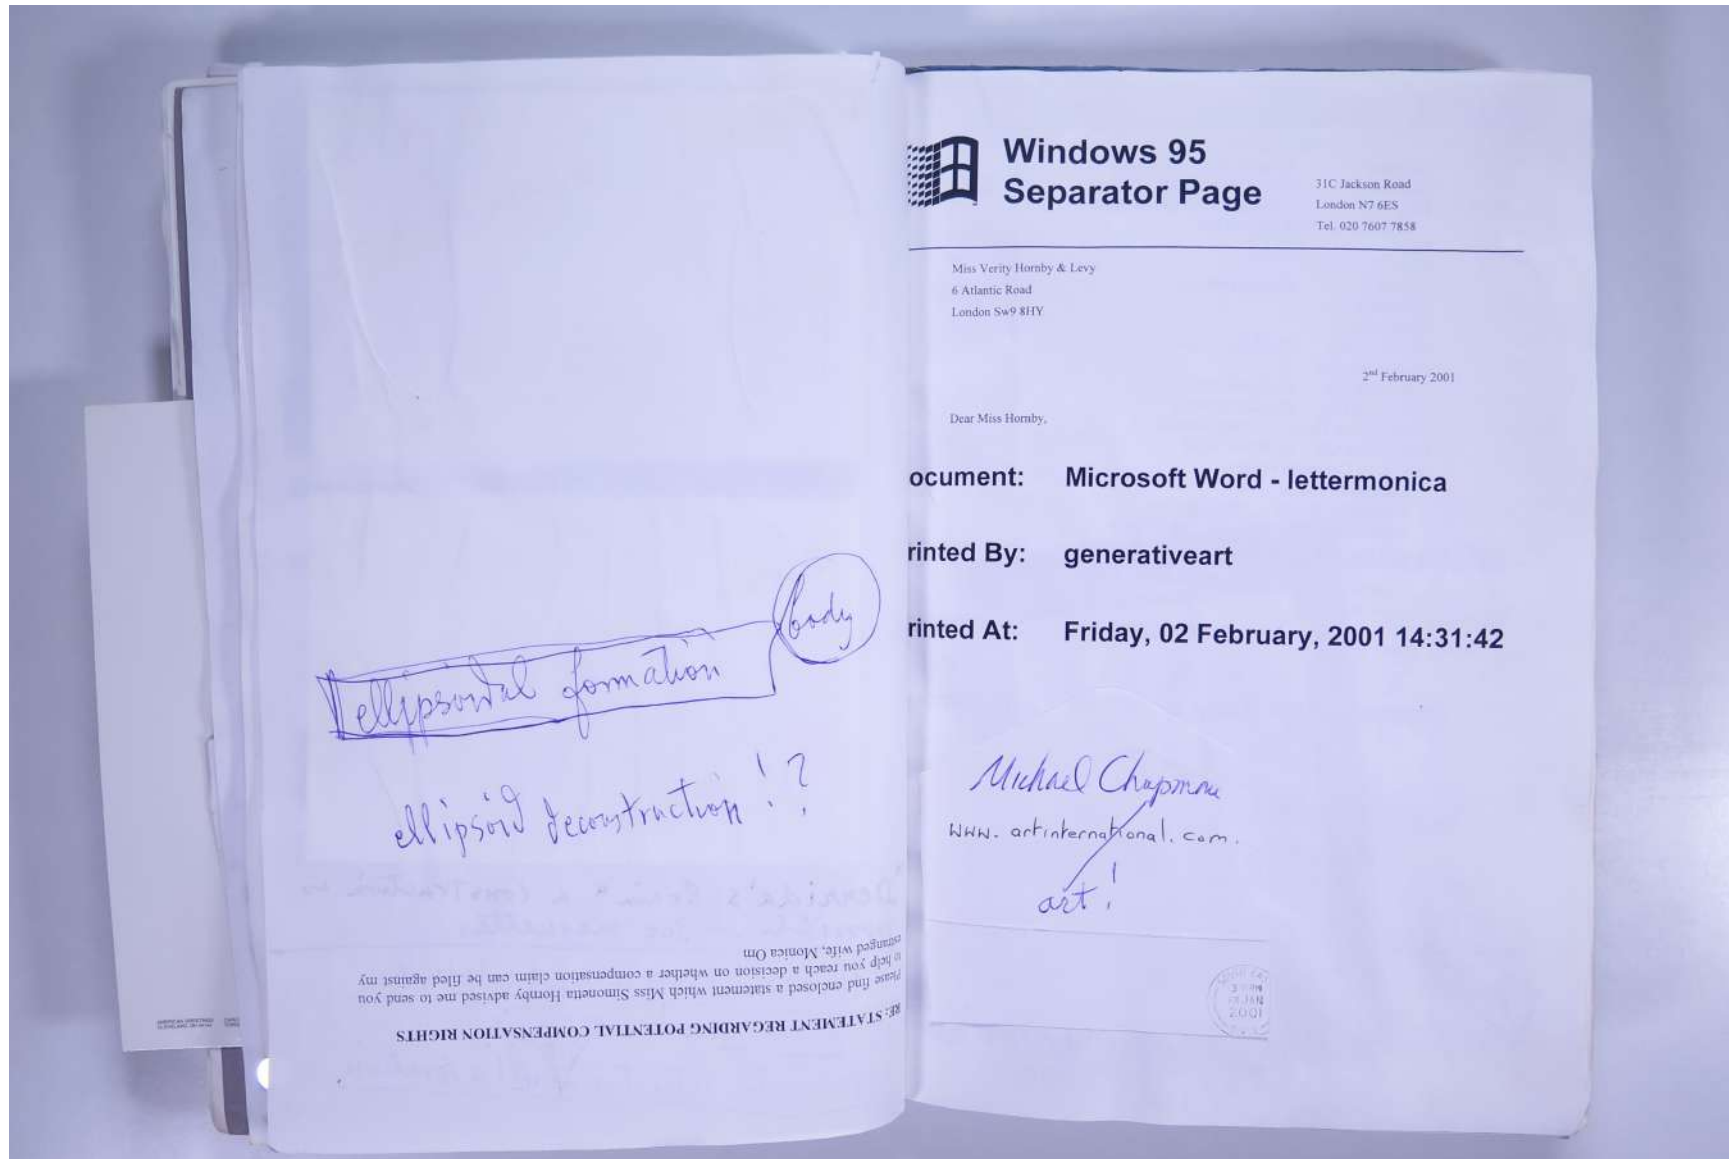 body
ellipsoidal formation
ellipsoid deconstruction !?
RE: STATEMENT REGARDING POTENTIAL COMPENSATION RIGHTS
Please find enclosed a statement which Miss Simonetta Hornby advised me to send you
to help you reach a decision on whether a compensation claim can be filed against my
estranged wife, Monica Om
Windows 95
Separator Page
31C Jackson Road
London N7 6ES
Tel. 020 7607 7858
Miss Verity Hornby & Levy
6 Atlantic Road
London Sw9 8HY
2nd February 2001
Dear Miss Hornby,
ocument: Microsoft Word - lettermonica
rinted By: generativeart
rinted At: Friday, 02 February, 2001 14:31:42
Michael Chapman
www. artinternational. com.
art!
JAN
2001